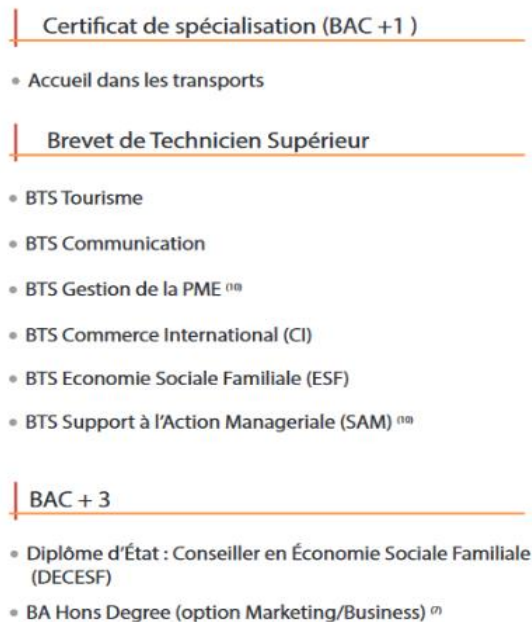 Certificat de spécialisation (BAC +1 )
• Accueil dans les transports
Brevet de Technicien Supérieur
• BTS Tourisme
• BTS Communication
• BTS Gestion de la PME (10)
• BTS Commerce International (CI)
• BTS Economie Sociale Familiale (ESF)
• BTS Support à l'Action Manageriale (SAM) (10)
BAC + 3
• Diplôme d'État : Conseiller en Économie Sociale Familiale
(DECESF)
• BA Hons Degree (option Marketing/Business) (7)